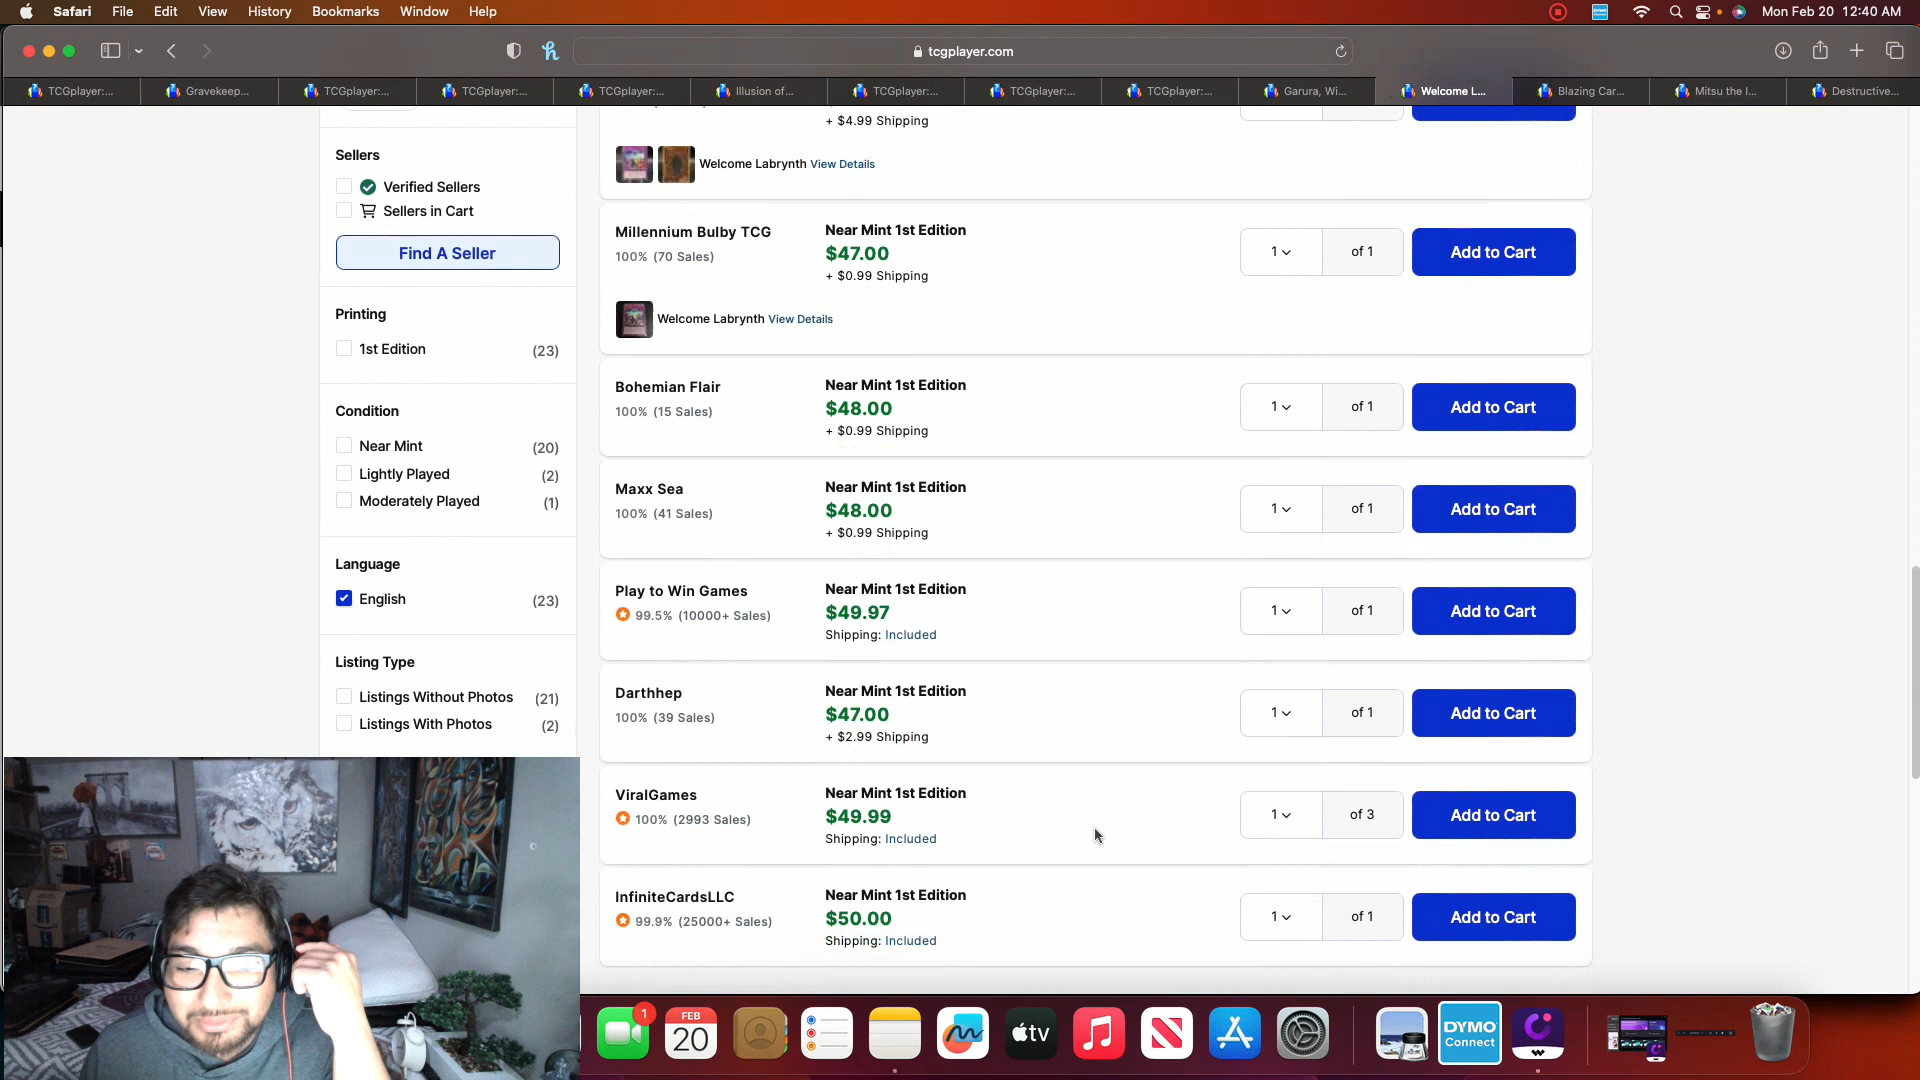 Safari File Edit View History Bookmarks Window Help
Mon Feb 20 12:40 AM
tcgplayer.com
TCGplayer:...
Gravekeep...
TCGplayer:...
TCGplayer:...
TCGplayer:...
Illusion of...
TCGplayer:...
TCGplayer:...
TCGplayer:...
Garura, Wi...
Welcome L...
Blazing Car...
Mitsu the I...
Destructive...
Sellers
Verified Sellers
Sellers in Cart
Find A Seller
Printing
1st Edition (23)
Condition
Near Mint (20)
Lightly Played (2)
Moderately Played (1)
Language
English (23)
Listing Type
Listings Without Photos (21)
Listings With Photos (2)
+ $4.99 Shipping
Welcome Labrynth View Details
Millennium Bulby TCG
100% (70 Sales)
Near Mint 1st Edition
$47.00
+ $0.99 Shipping
1 of 1
Add to Cart
Welcome Labrynth View Details
Bohemian Flair
100% (15 Sales)
Near Mint 1st Edition
$48.00
+ $0.99 Shipping
1 of 1
Add to Cart
Maxx Sea
100% (41 Sales)
Near Mint 1st Edition
$48.00
+ $0.99 Shipping
1 of 1
Add to Cart
Play to Win Games
99.5% (10000+ Sales)
Near Mint 1st Edition
$49.97
Shipping: Included
1 of 1
Add to Cart
Darthhep
100% (39 Sales)
Near Mint 1st Edition
$47.00
+ $2.99 Shipping
1 of 1
Add to Cart
ViralGames
100% (2993 Sales)
Near Mint 1st Edition
$49.99
Shipping: Included
1 of 3
Add to Cart
InfiniteCardsLLC
99.9% (25000+ Sales)
Near Mint 1st Edition
$50.00
Shipping: Included
1 of 1
Add to Cart
1
FEB
20
tv
DYMO
Connect